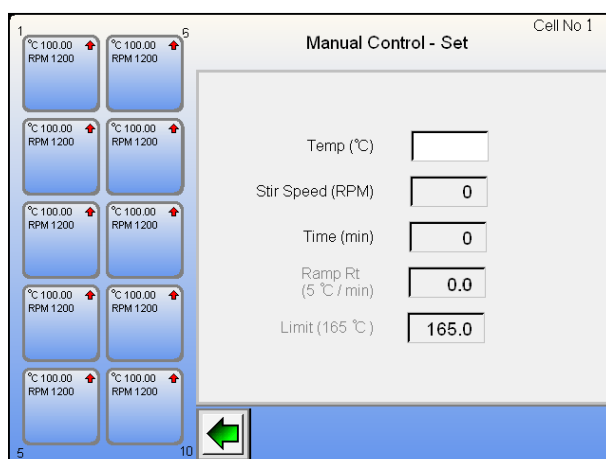 Cell No 1
Manual Control - Set
1
6
°C 100.00
RPM 1200
°C 100.00
RPM 1200
°C 100.00
RPM 1200
°C 100.00
RPM 1200
°C 100.00
RPM 1200
°C 100.00
RPM 1200
°C 100.00
RPM 1200
°C 100.00
RPM 1200
°C 100.00
RPM 1200
°C 100.00
RPM 1200
5
10
Temp (°C)
Stir Speed (RPM) 0
Time (min) 0
Ramp Rt
(5 °C / min) 0.0
Limit (165 °C) 165.0